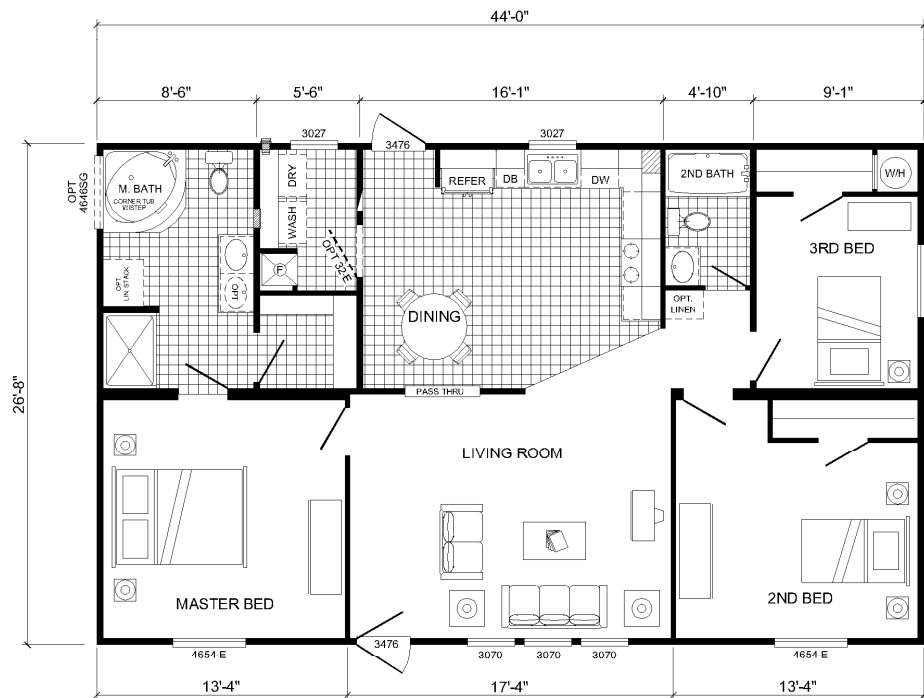 44'-0"
8'-6"
5'-6"
16'-1"
4'-10"
9'-1"
3027
3476
3027
OPT
4646SG
M. BATH
CORNER TUB
W/STEP
DRY
WASH
REFER
DB
DW
2ND BATH
W/H
3RD BED
OPT 32-E
F
OPT.
LIN. STACK
OPT.
OPT.
LINEN
DINING
26'-8"
PASS THRU
LIVING ROOM
MASTER BED
2ND BED
3476
4654-E
3070
3070
3070
4654-E
13'-4"
17'-4"
13'-4"